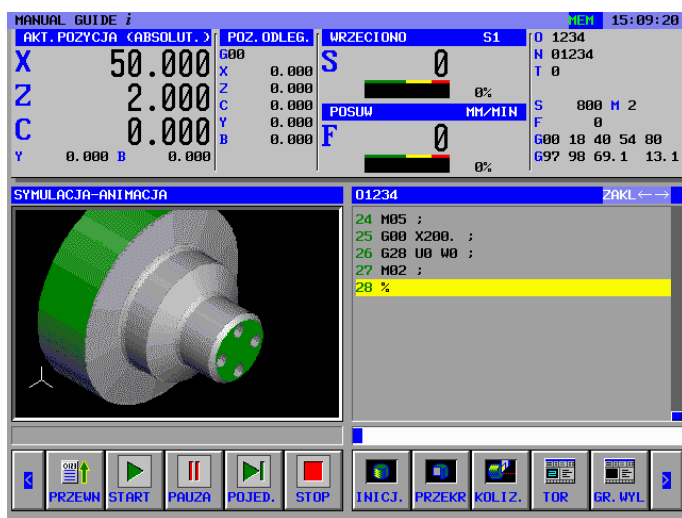 MANUAL GUIDE i MEM 15:09:20
AKT.POZYCJA (ABSOLUT.)
X 50.000
Z 2.000
C 0.000
Y 0.000 B 0.000
POZ.ODLEG.
G00
X 0.000
Z 0.000
C 0.000
Y 0.000
B 0.000
WRZECIONO S1
S 0
0%
POSUW MM/MIN
F 0
0%
O 1234
N 01234
T 0
S 800 M 2
F 0
G00 18 40 54 80
G97 98 69.1 13.1
SYMULACJA-ANIMACJA
O1234 ZAKL←→
24 M05 ;
25 G00 X200. ;
26 G28 U0 W0 ;
27 M02 ;
28 %
< PRZEWN START PAUZA POJED. STOP INICJ. PRZEKR KOLIZ. TOR GR.WYL >